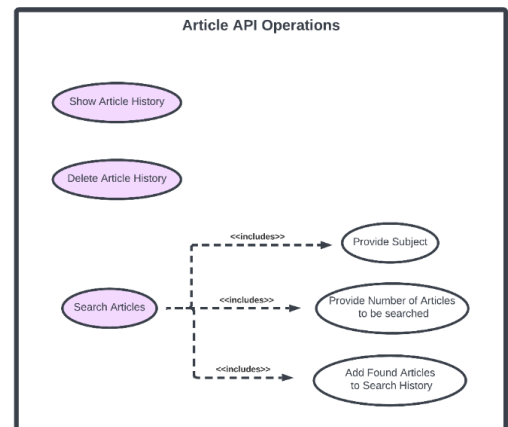 Article API Operations
Show Article History
Delete Article History
<<includes>>
Provide Subject
Search Articles
<<includes>>
Provide Number of Articles
to be searched
<<includes>>
Add Found Articles
to Search History